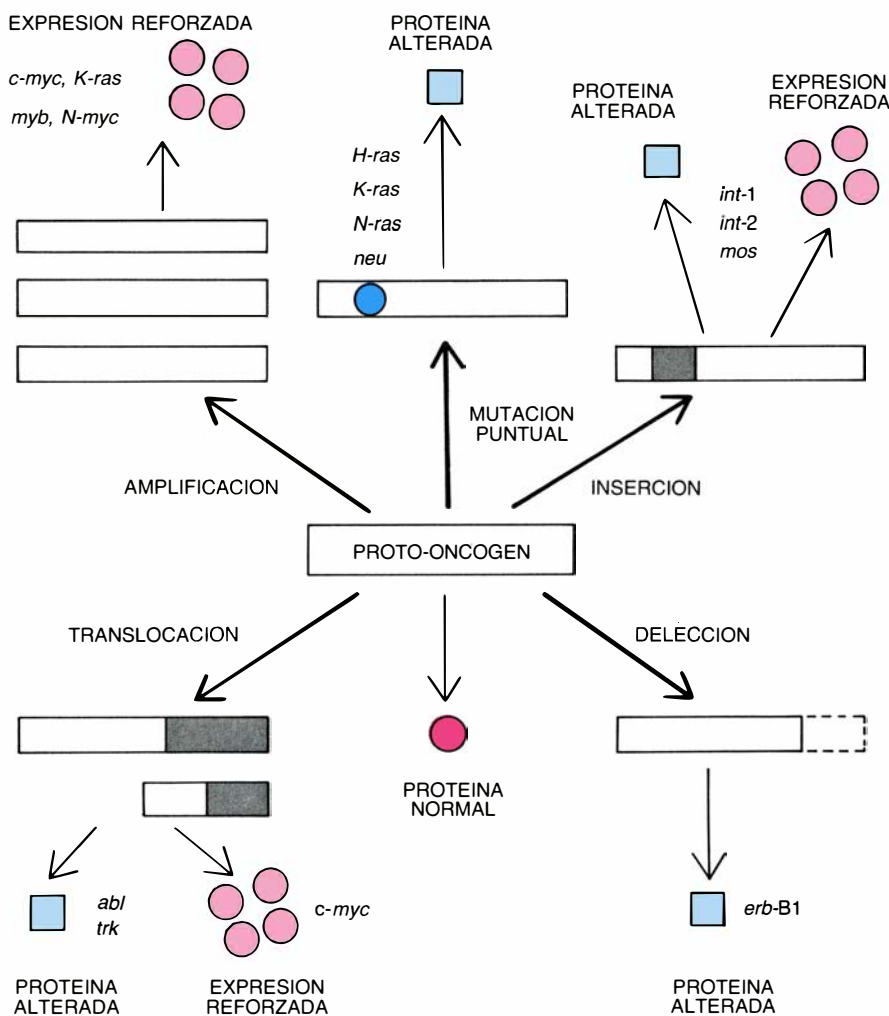 EXPRESION REFORZADA
c-myc, K-ras
myb, N-myc
PROTEINA
ALTERADA
H-ras
K-ras
N-ras
neu
PROTEINA
ALTERADA
EXPRESION
REFORZADA
int-1
int-2
mos
AMPLIFICACION
MUTACION
PUNTUAL
INSERCION
PROTO-ONCOGEN
TRANSLOCACION
DELECCION
PROTEINA
NORMAL
abl
trk
c-myc
erb-B1
PROTEINA
ALTERADA
EXPRESION
REFORZADA
PROTEINA
ALTERADA